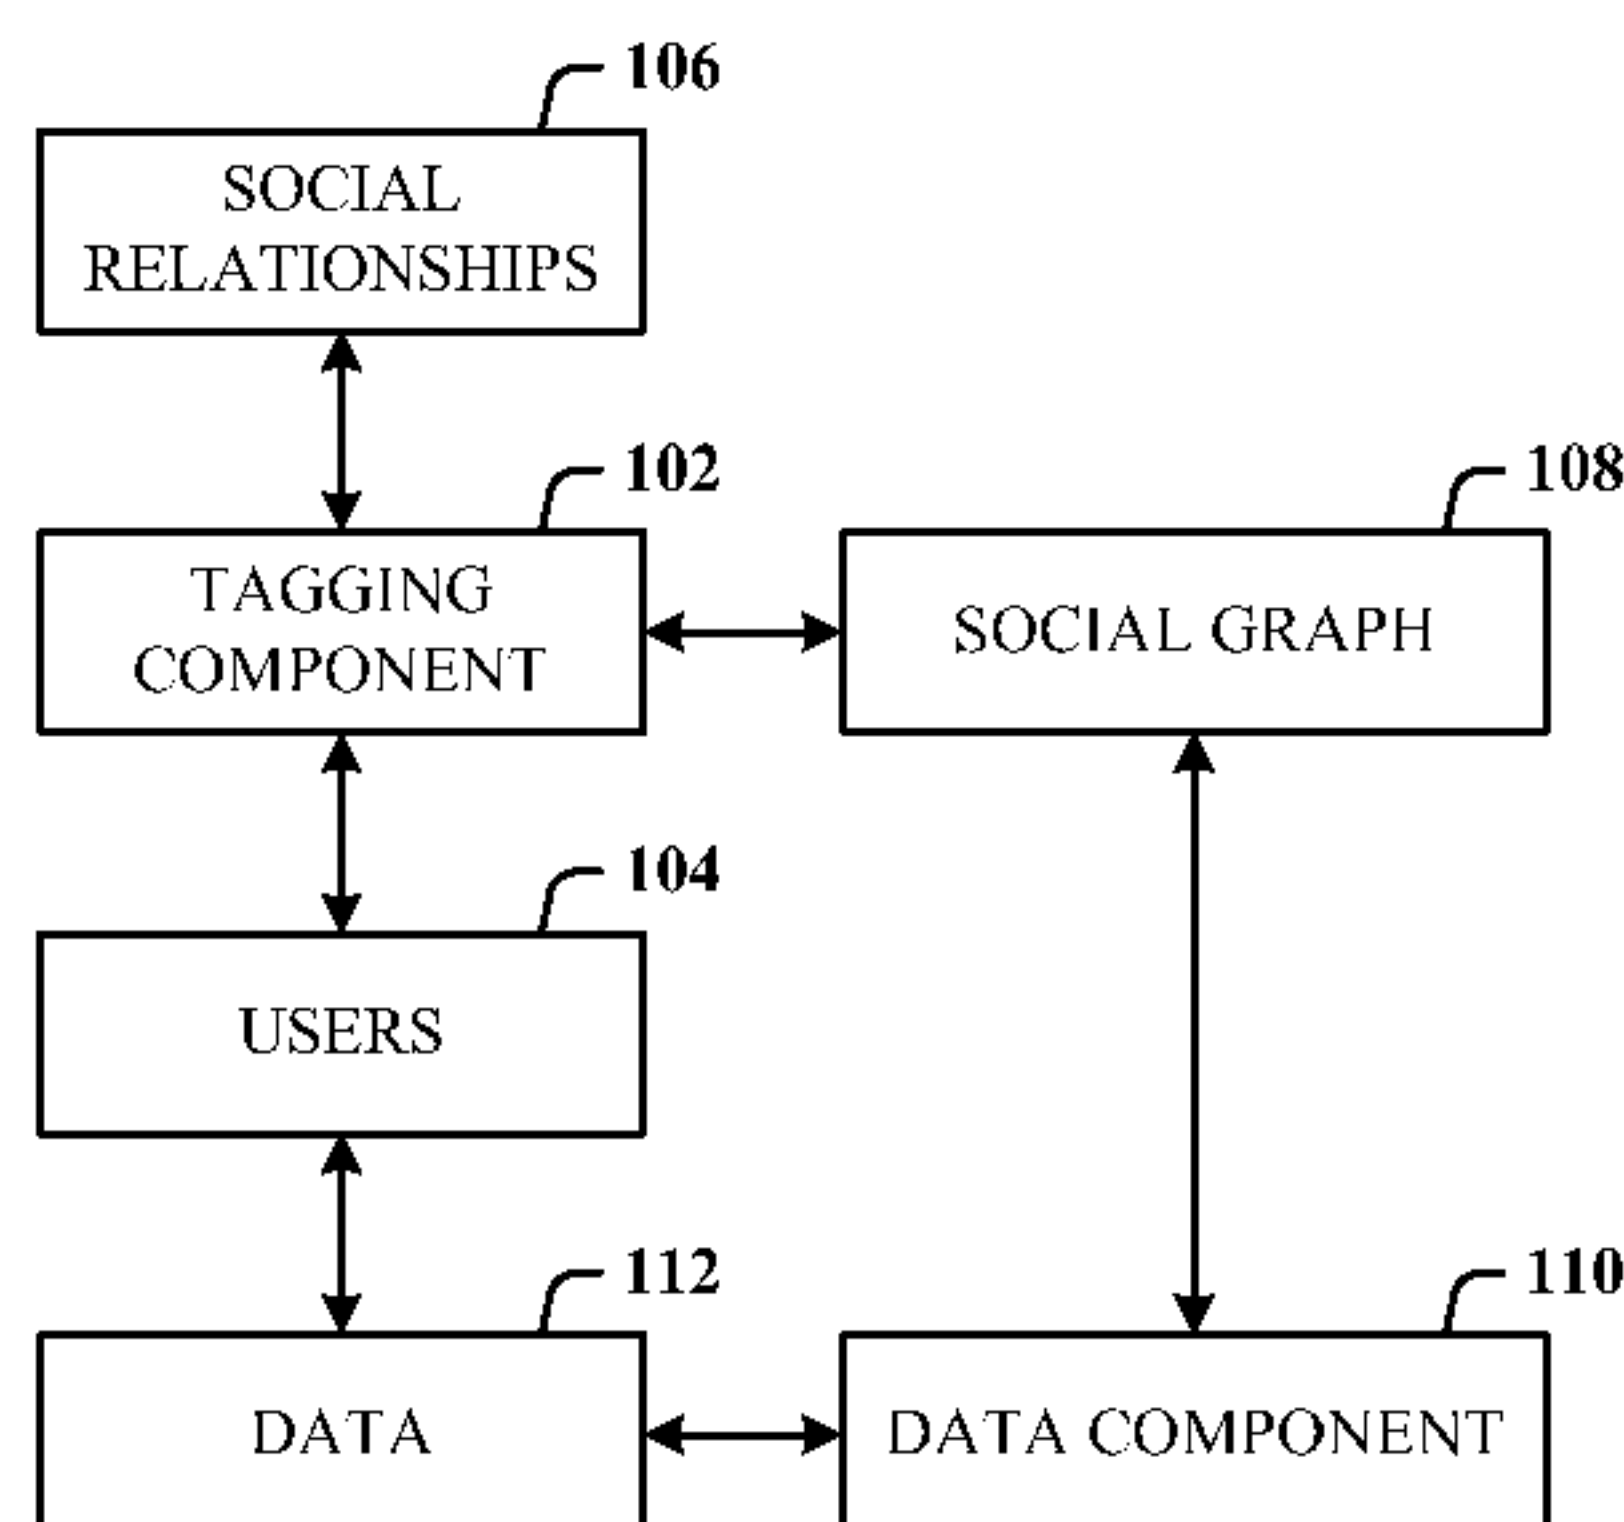 106
SOCIAL
RELATIONSHIPS
102
108
TAGGING
COMPONENT
SOCIAL GRAPH
104
USERS
112
110
DATA
DATA COMPONENT